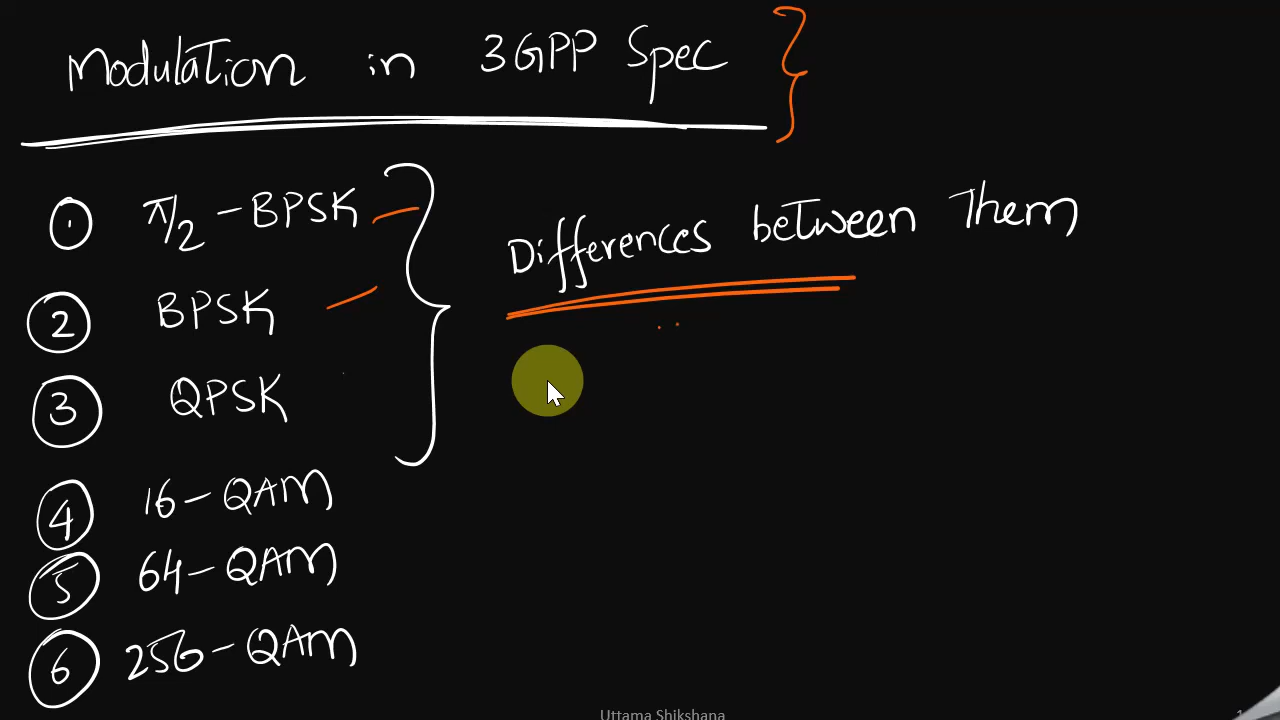 Modulation in 3GPP Spec
1 π/2 - BPSK
Differences between Them
2 BPSK
3 QPSK
4 16-QAM
5 64-QAM
6 256-QAM
Uttama Shikshana